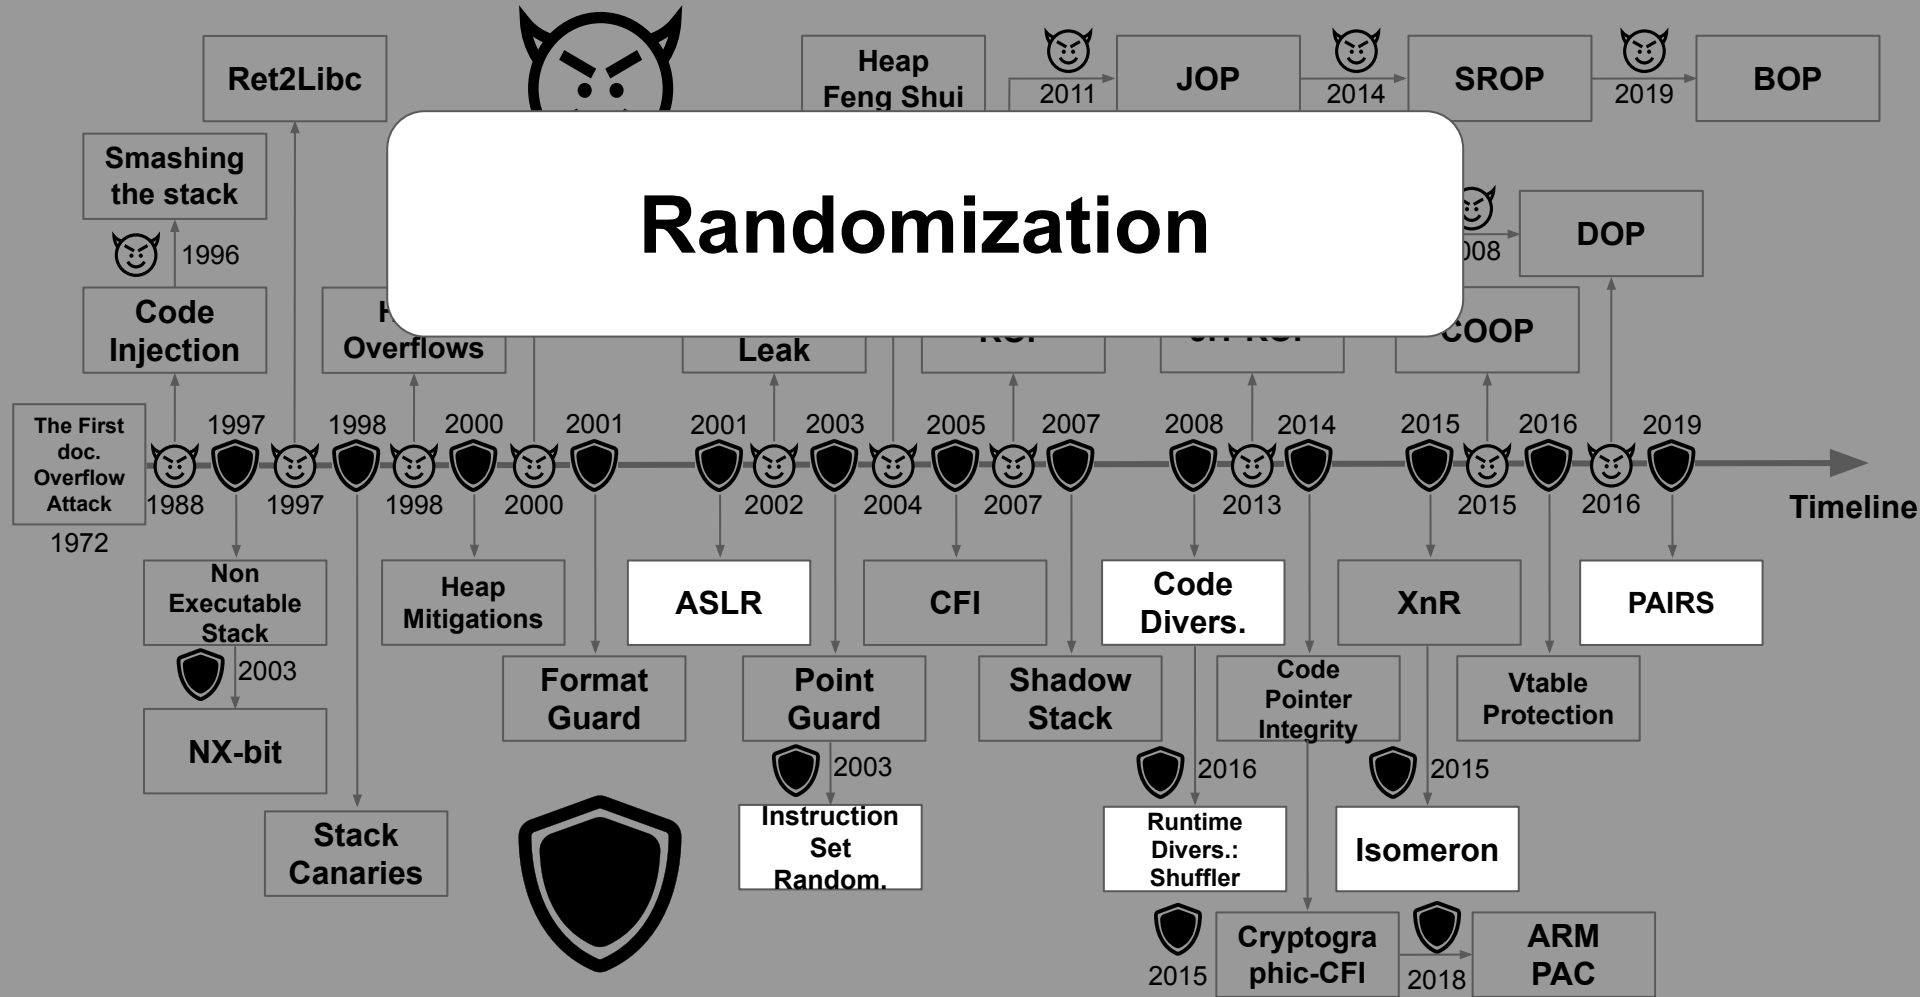 Ret2Libc
Heap
Feng Shui
2011
JOP
2014
SROP
2019
BOP
Smashing
the stack
1996
Randomization
DOP
Code
Injection
Overflows
Leak
COOP
The First
doc.
Overflow
Attack
1972
1997
1998
2000
2001
2001
2003
2005
2007
2008
2014
2015
2016
2019
1988
1997
1998
2000
2002
2004
2007
2013
2015
2016
Timeline
Non
Executable
Stack
Heap
Mitigations
ASLR
CFI
Code
Divers.
XnR
PAIRS
2003
NX-bit
Format
Guard
Point
Guard
Shadow
Stack
Code
Pointer
Integrity
Vtable
Protection
2003
2016
2015
Stack
Canaries
Instruction
Set
Random.
Runtime
Divers.:
Shuffler
Isomeron
2015
Cryptogra
phic-CFI
2018
ARM
PAC